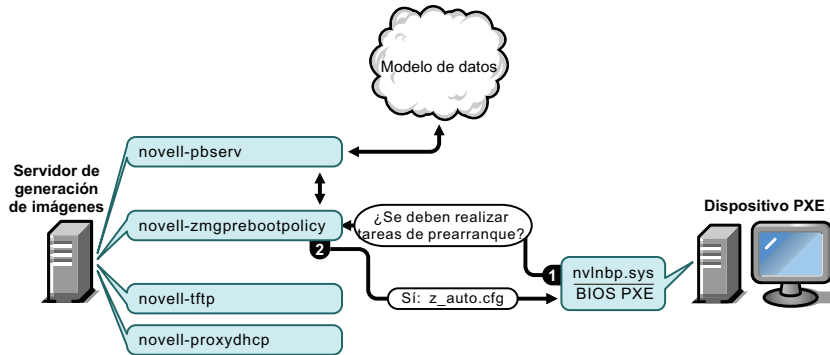 Modelo de datos
novell-pbserv
Servidor de
generación
de imágenes
novell-zmgprebootpolicy
2
¿Se deben realizar
tareas de prearranque?
Dispositivo PXE
1
nvlnbp.sys
BIOS PXE
Sí: z_auto.cfg
novell-tftp
novell-proxydhcp